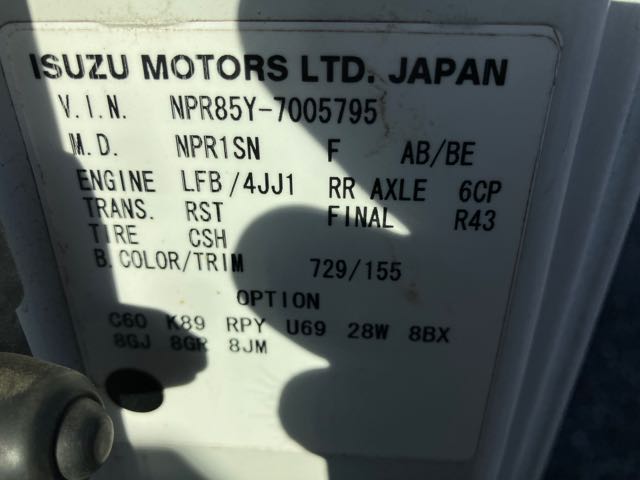 ISUZU MOTORS LTD. JAPAN
V.I.N. NPR85Y-7005795
M.D. NPR1SN F AB/BE
ENGINE LFB/4JJ1 RR AXLE 6CP
TRANS. RST FINAL R43
TIRE CSH
B.COLOR/TRIM 729/155
OPTION
C60 K89 RPY U69 28W 8BX
8GJ 8GR 8JM